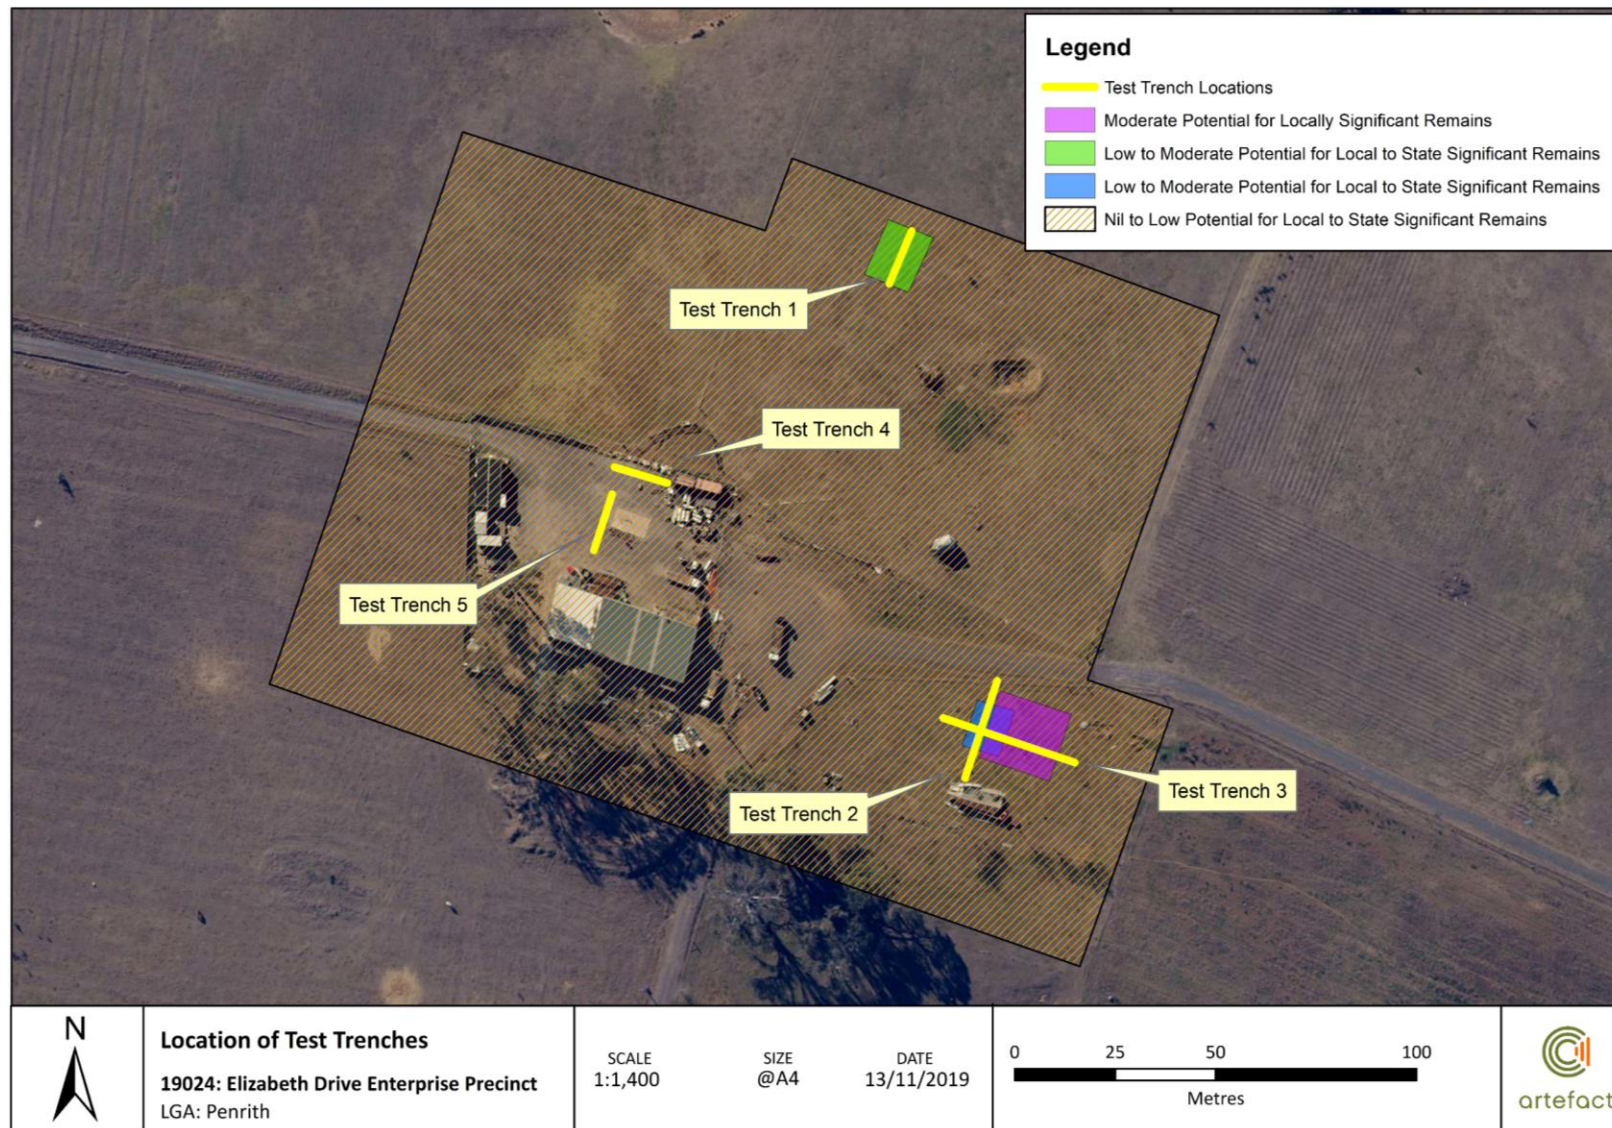 Legend
Test Trench Locations
Moderate Potential for Locally Significant Remains
Low to Moderate Potential for Local to State Significant Remains
Low to Moderate Potential for Local to State Significant Remains
Nil to Low Potential for Local to State Significant Remains
Test Trench 1
Test Trench 4
Test Trench 5
Test Trench 2
Test Trench 3
N
Location of Test Trenches
19024: Elizabeth Drive Enterprise Precinct
LGA: Penrith
SCALE
1:1,400
SIZE
@A4
DATE
13/11/2019
0 25 50 100
Metres
artefact